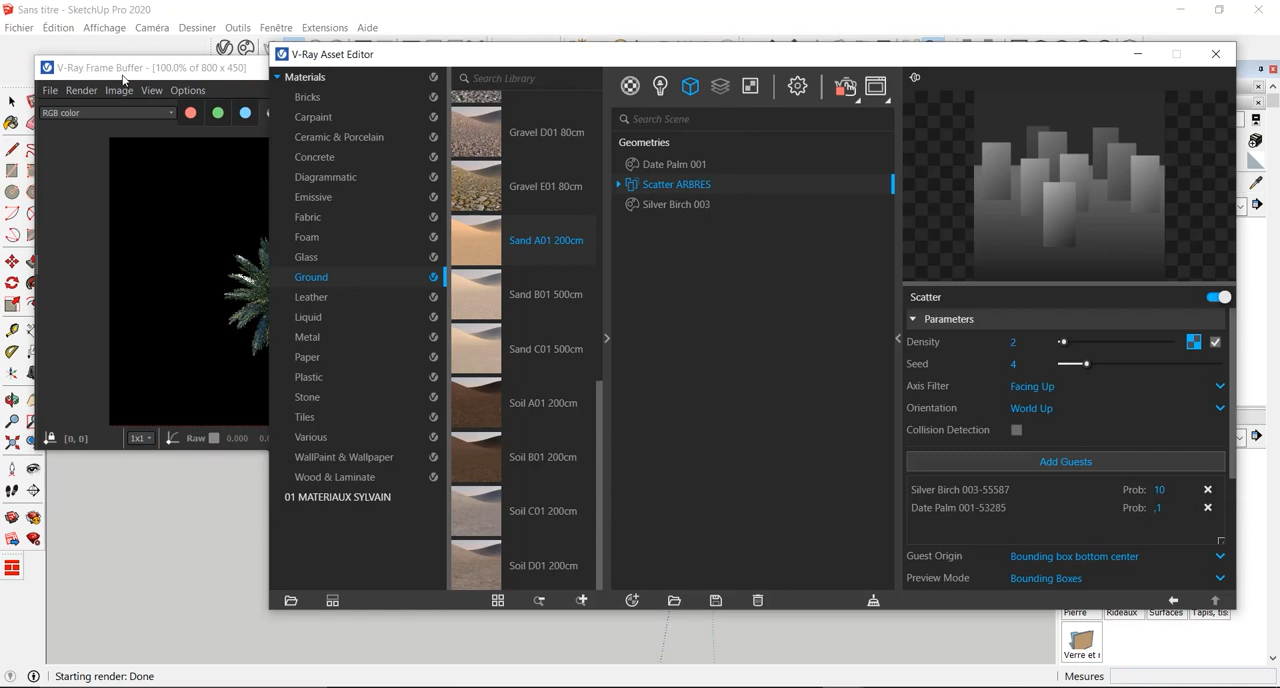 Sans titre - SketchUp Pro 2020
Fichier Édition Affichage Caméra Dessiner Outils Fenêtre Extensions Aide
V-Ray Frame Buffer - [100.0% of 800 x 450]
File Render Image View Options
RGB color
[0, 0] 1x1 Raw 0.000
V-Ray Asset Editor
Materials
Bricks
Carpaint
Ceramic & Porcelain
Concrete
Diagrammatic
Emissive
Fabric
Foam
Glass
Ground
Leather
Liquid
Metal
Paper
Plastic
Stone
Tiles
Various
WallPaint & Wallpaper
Wood & Laminate
01 MATERIAUX SYLVAIN
Search Library
Gravel D01 80cm
Gravel E01 80cm
Sand A01 200cm
Sand B01 500cm
Sand C01 500cm
Soil A01 200cm
Soil B01 200cm
Soil C01 200cm
Soil D01 200cm
Search Scene
Geometries
Date Palm 001
Scatter ARBRES
Silver Birch 003
Scatter
Parameters
Density 2
Seed 4
Axis Filter Facing Up
Orientation World Up
Collision Detection
Add Guests
Silver Birch 003-55587 Prob: 10
Date Palm 001-53285 Prob: ,1
Guest Origin Bounding box bottom center
Preview Mode Bounding Boxes
Pierre Rideaux Surfaces Tapis, tis
Verre et
Starting render: Done
Mesures